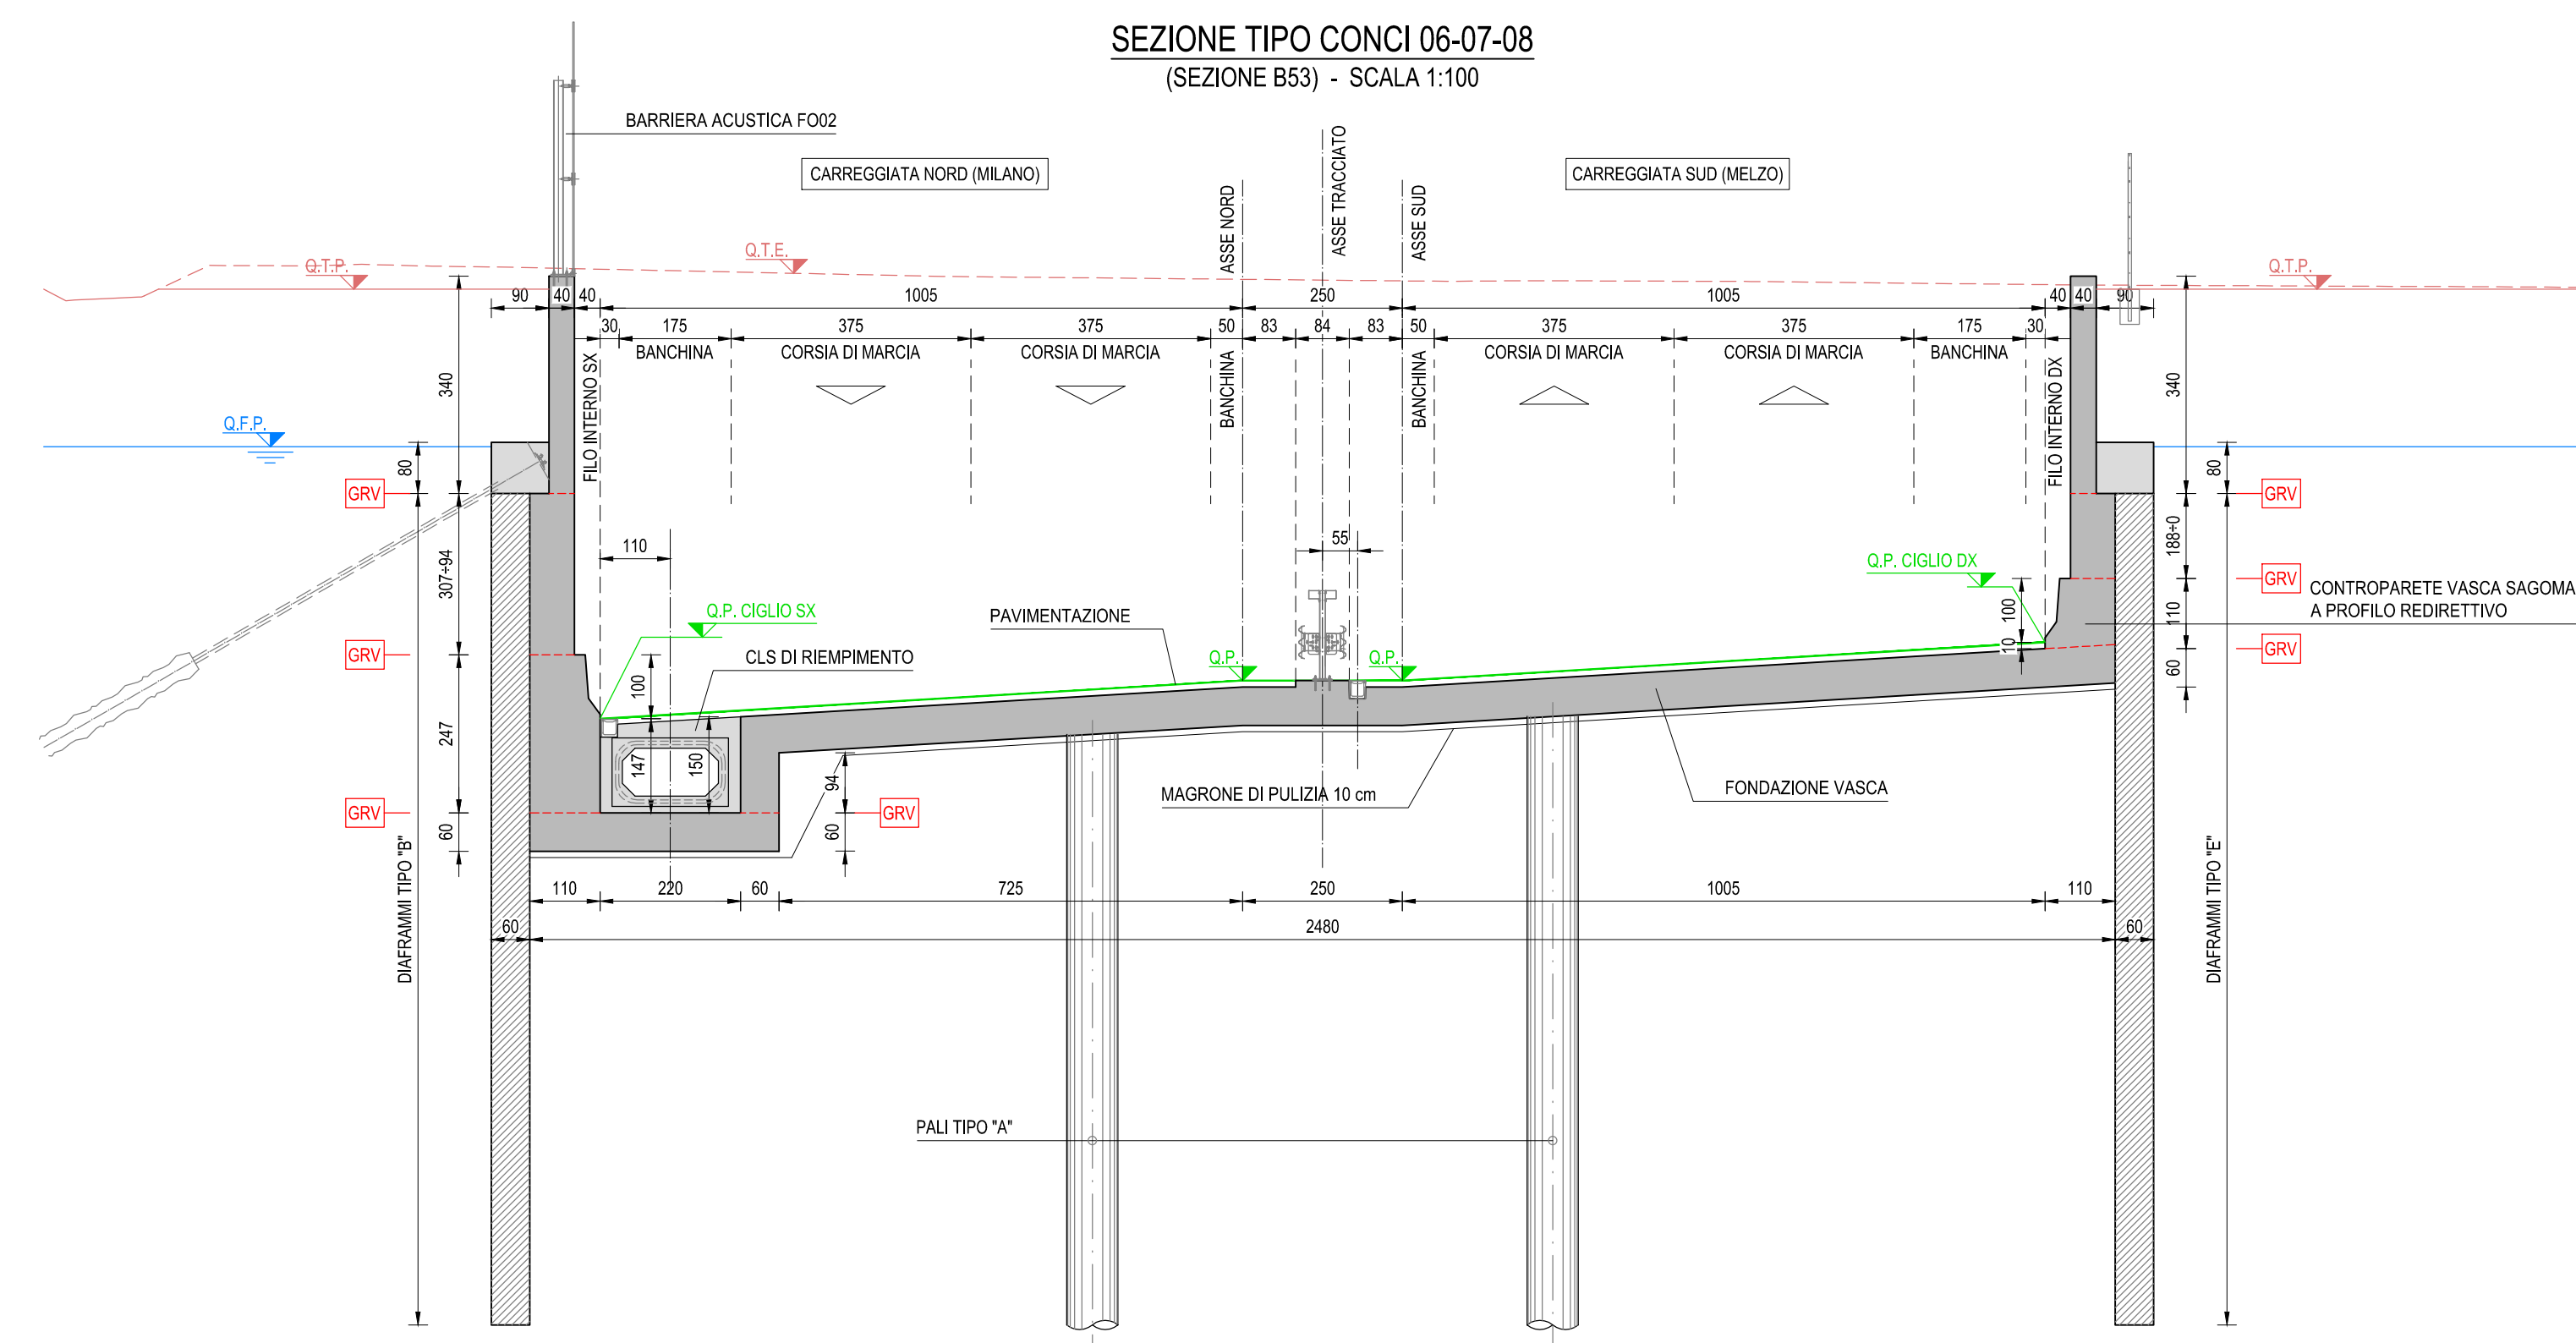 SEZIONE TIPO CONCI 06-07-08
(SEZIONE B53) - SCALA 1:100
BARRIERA ACUSTICA FO02
CARREGGIATA NORD (MILANO)
CARREGGIATA SUD (MELZO)
ASSE NORD
ASSE TRACCIATO
ASSE SUD
Q.T.P.
Q.T.E.
Q.T.P.
90 40 40 1005 250 1005 40 40 90
30 175 375 375 50 83 84 83 50 375 375 175 30
BANCHINA CORSIA DI MARCIA CORSIA DI MARCIA BANCHINA BANCHINA CORSIA DI MARCIA CORSIA DI MARCIA BANCHINA
FILO INTERNO SX
FILO INTERNO DX
340
340
Q.F.P.
80
80
GRV
GRV
307÷94
188÷0
110
55
Q.P. CIGLIO DX
GRV
CONTROPARETE VASCA SAGOMA
A PROFILO REDIRETTIVO
100
110
10
Q.P. CIGLIO SX
PAVIMENTAZIONE
CLS DI RIEMPIMENTO
Q.P.
Q.P.
GRV
GRV
60
100
247
147
150
94
MAGRONE DI PULIZIA 10 cm
FONDAZIONE VASCA
GRV
GRV
60
60
DIAFRAMMI TIPO "B"
DIAFRAMMI TIPO "E"
110 220 60 725 250 1005 110
60 2480 60
PALI TIPO "A"